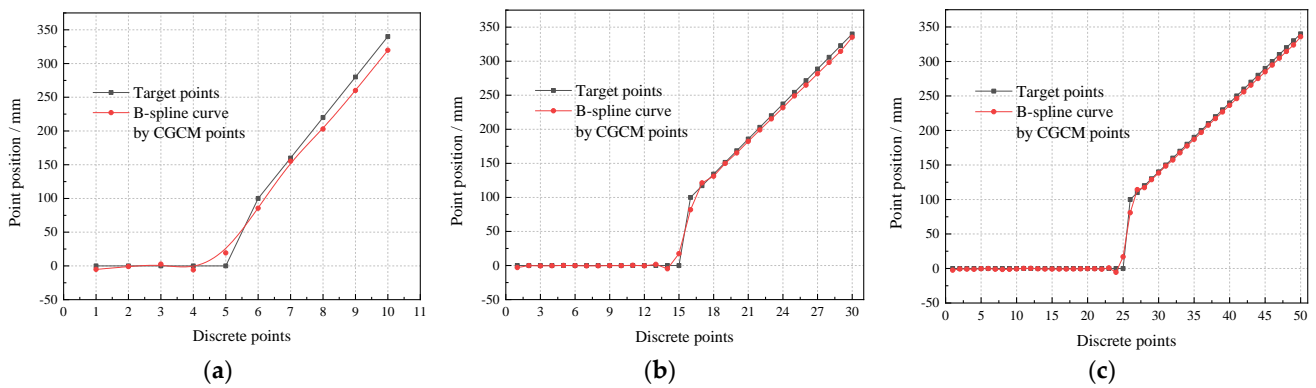 350
300
250
200
150
100
50
0
-50
Point position / mm
Target points
B-spline curve
by CGCM points
0 1 2 3 4 5 6 7 8 9 10 11
Discrete points
(a)
350
300
250
200
150
100
50
0
-50
Point position / mm
Target points
B-spline curve
by CGCM points
0 3 6 9 12 15 18 21 24 27 30
Discrete points
(b)
350
300
250
200
150
100
50
0
-50
Point position / mm
Target points
B-spline curve
by CGCM points
0 5 10 15 20 25 30 35 40 45 50
Discrete points
(c)